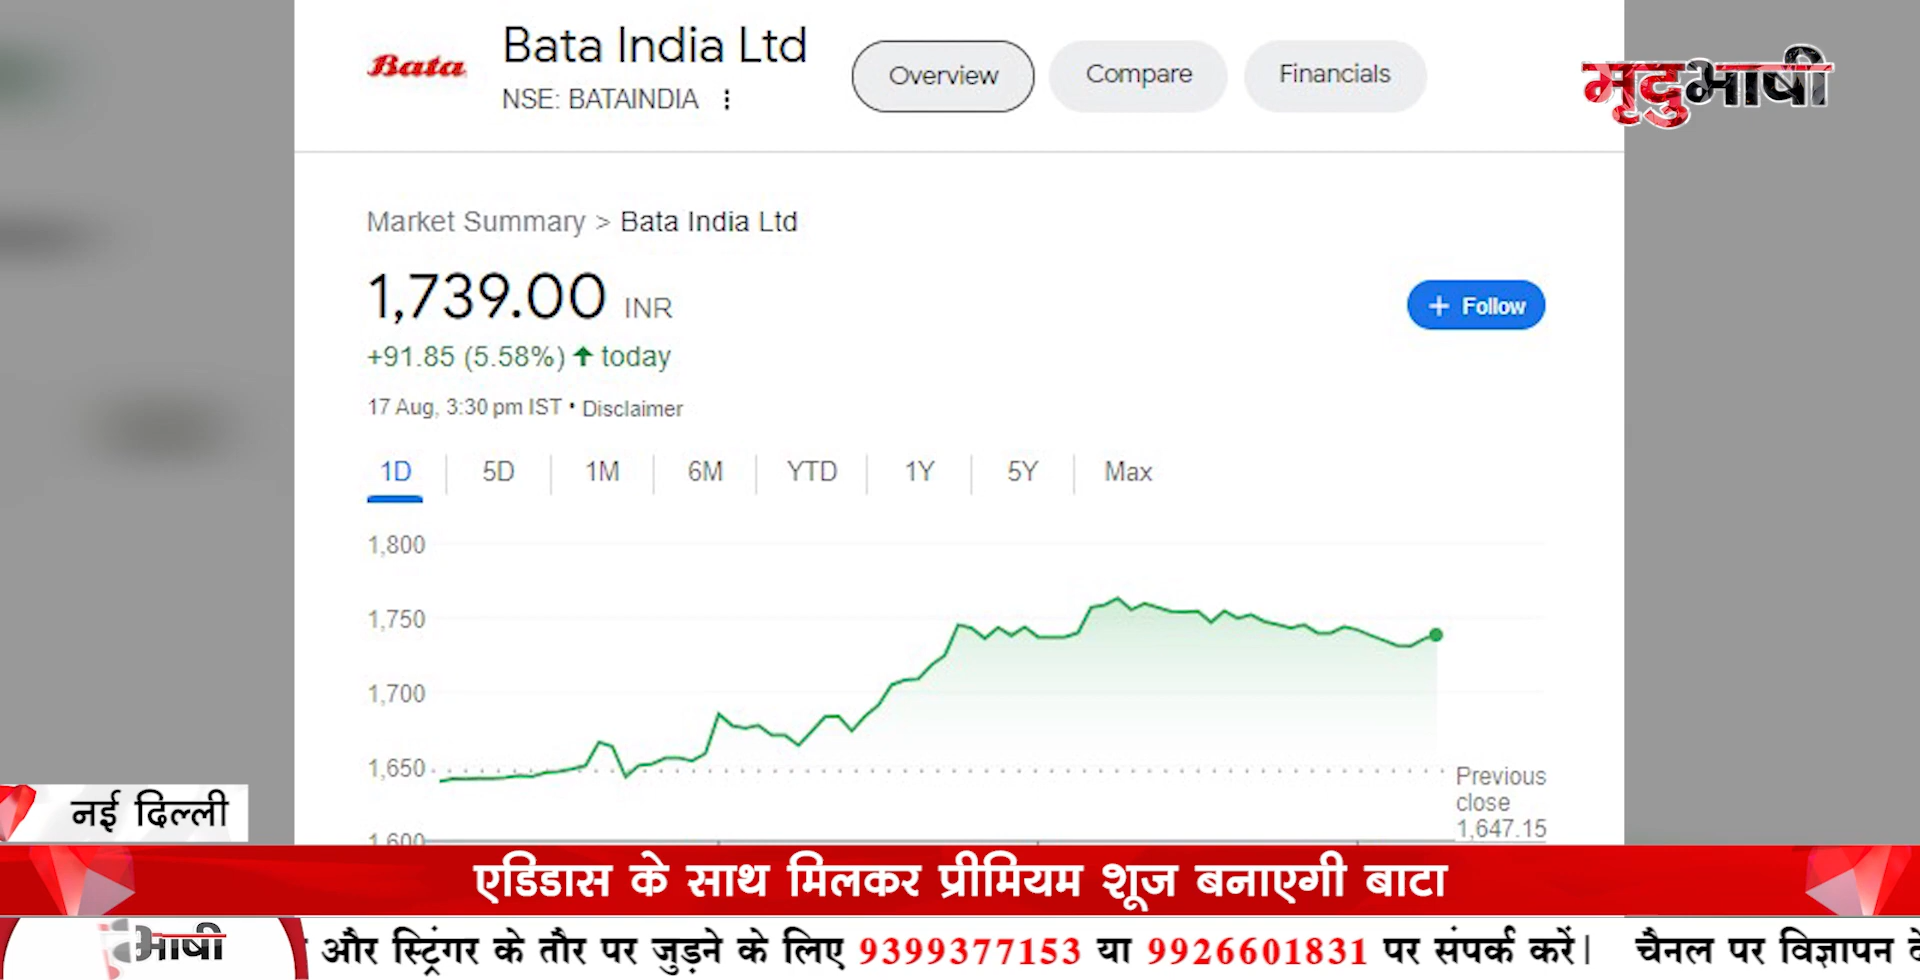 Bata
Bata India Ltd
NSE: BATAINDIA
Overview
Compare
Financials
मृदुभाषी
Market Summary > Bata India Ltd
1,739.00 INR
+ Follow
+91.85 (5.58%) ↑ today
17 Aug, 3:30 pm IST • Disclaimer
1D 5D 1M 6M YTD 1Y 5Y Max
1,800
1,750
1,700
1,650
1,600
Previous
close
1,647.15
नई दिल्ली
एडिडास के साथ मिलकर प्रीमियम शूज बनाएगी बाटा
भाषी
और स्ट्रिंगर के तौर पर जुड़ने के लिए 9399377153 या 9926601831 पर संपर्क करें| चैनल पर विज्ञापन